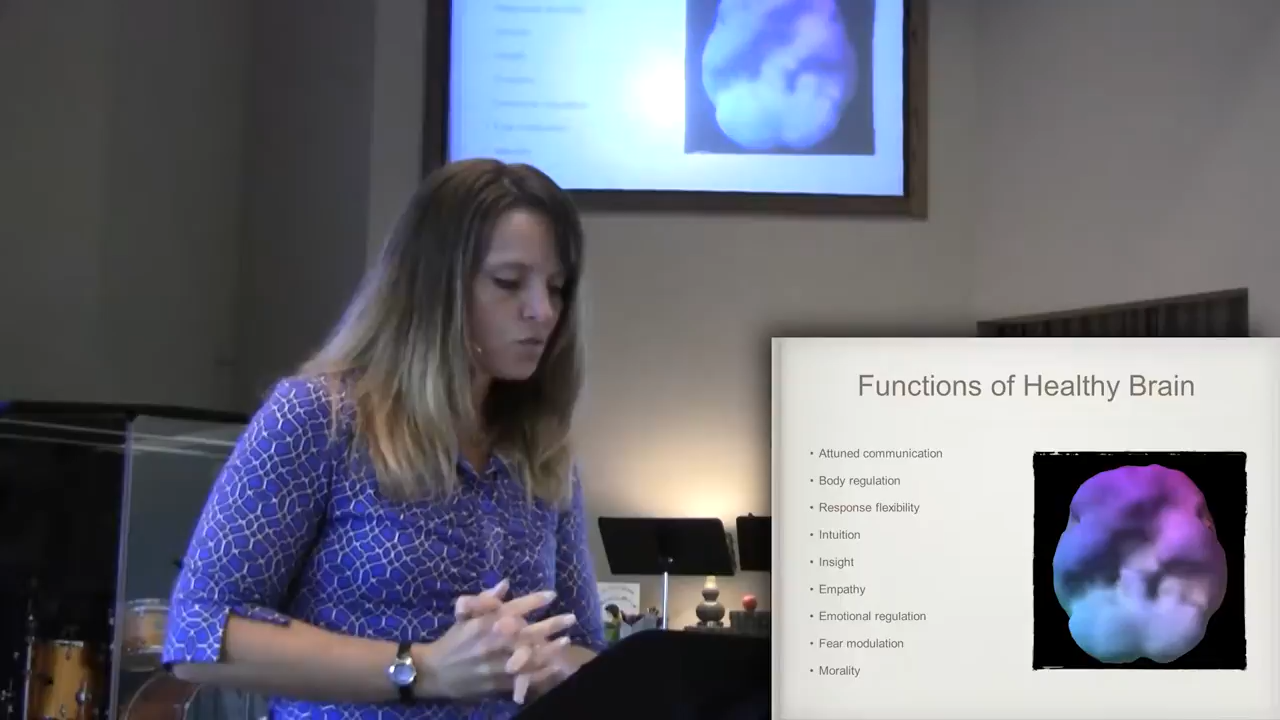 Functions of Healthy Brain
• Attuned communication
• Body regulation
• Response flexibility
• Intuition
• Insight
• Empathy
• Emotional regulation
• Fear modulation
• Morality